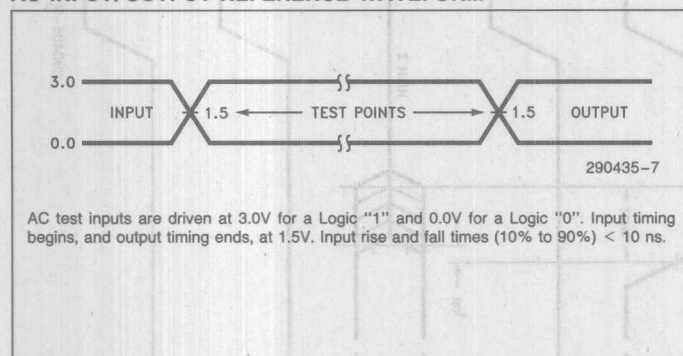 3.0
INPUT 1.5 TEST POINTS 1.5 OUTPUT
0.0
290435-7
AC test inputs are driven at 3.0V for a Logic "1" and 0.0V for a Logic "0". Input timing
begins, and output timing ends, at 1.5V. Input rise and fall times (10% to 90%) < 10 ns.